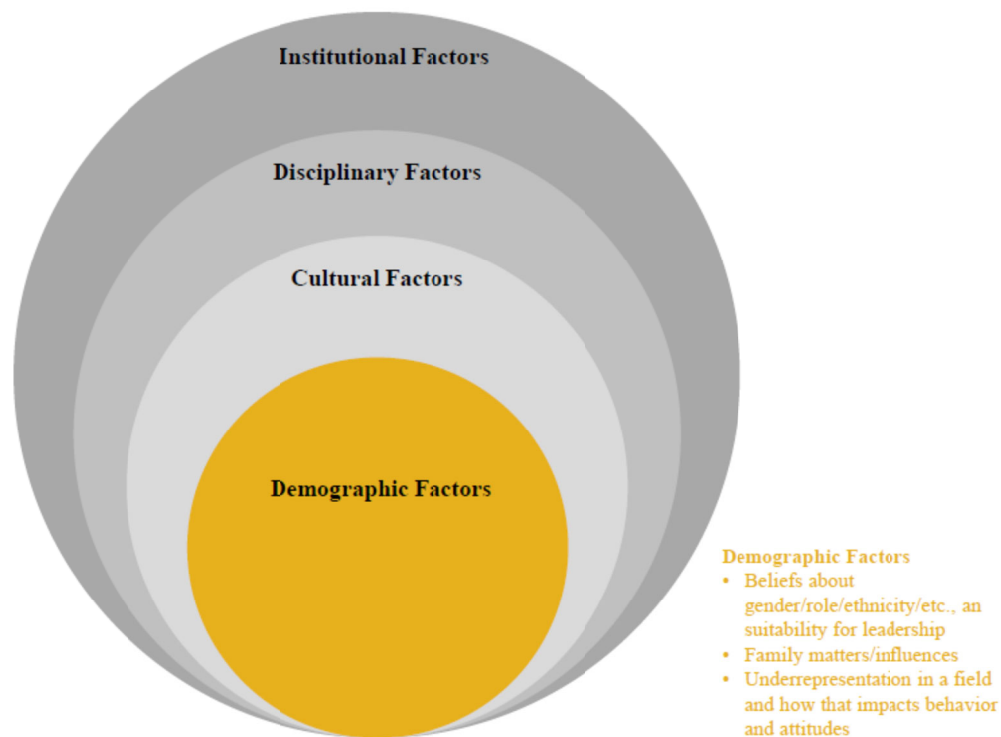 Institutional Factors
Disciplinary Factors
Cultural Factors
Demographic Factors
Demographic Factors
• Beliefs about
gender/role/ethnicity/etc., an
suitability for leadership
• Family matters/influences
• Underrepresentation in a field
and how that impacts behavior
and attitudes